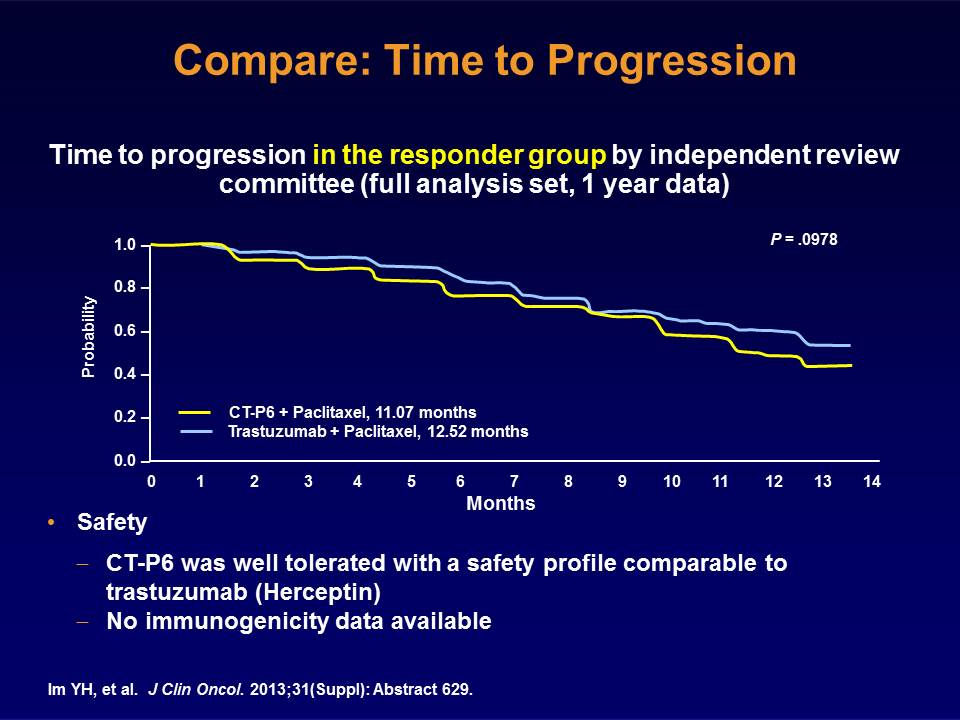 Compare: Time to Progression
Time to progression in the responder group by independent review
committee (full analysis set, 1 year data)
P = .0978
Probability
1.0
0.8
0.6
0.4
0.2
0.0
CT-P6 + Paclitaxel, 11.07 months
Trastuzumab + Paclitaxel, 12.52 months
0 1 2 3 4 5 6 7 8 9 10 11 12 13 14
Months
• Safety
– CT-P6 was well tolerated with a safety profile comparable to
trastuzumab (Herceptin)
– No immunogenicity data available
Im YH, et al. J Clin Oncol. 2013;31(Suppl): Abstract 629.